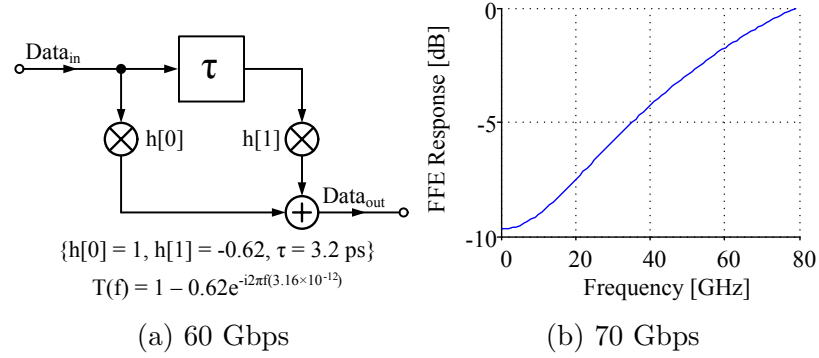 Data_in
τ
h[0]
h[1]
Data_out
{h[0] = 1, h[1] = -0.62, τ = 3.2 ps}
T(f) = 1 – 0.62e^-i2πf(3.16×10^-12)
(a) 60 Gbps
FFE Response [dB]
0
-5
-10
0 20 40 60 80
Frequency [GHz]
(b) 70 Gbps